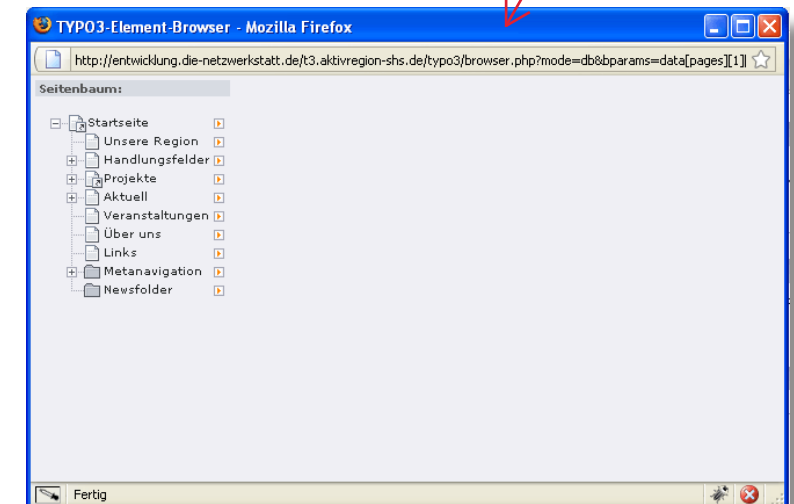 TYPO3-Element-Browser - Mozilla Firefox
http://entwicklung.die-netzwerkstatt.de/t3.aktivregion-shs.de/typo3/browser.php?mode=db&bparams=data[pages][1]|
Seitenbaum:
Startseite
Unsere Region
Handlungsfelder
Projekte
Aktuell
Veranstaltungen
Über uns
Links
Metanavigation
Newsfolder
Fertig